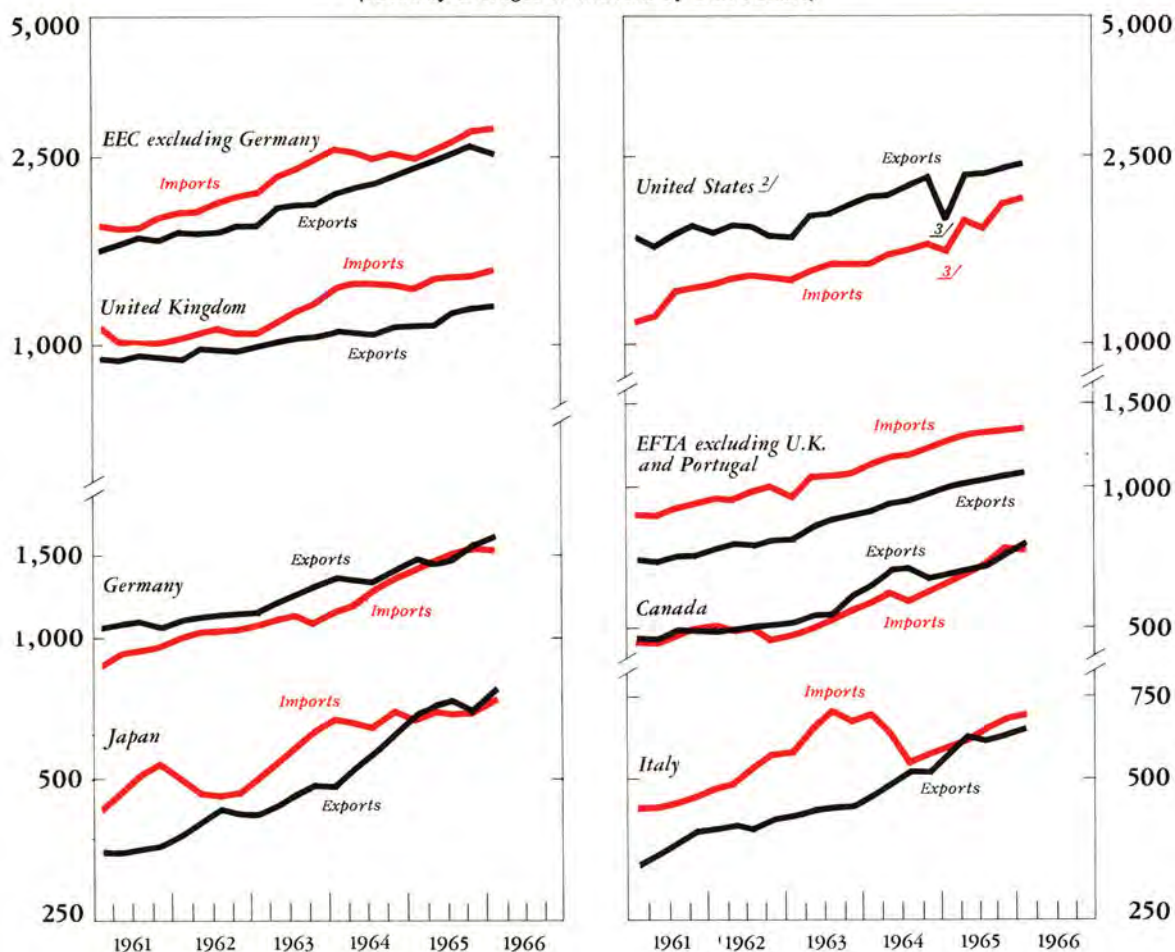 5,000
EEC excluding Germany
2,500
Imports
Exports
Imports
United Kingdom
1,000
Exports
1,500
Exports
Germany
Imports
1,000
Imports
Japan
500
Exports
250
1961 1962 1963 1964 1965 1966
5,000
Exports
2,500
United States 2/
3/
3/
Imports
1,000
1,500
Imports
EFTA excluding U.K.
and Portugal
1,000
Exports
Exports
Canada
500
Imports
Imports
750
Italy
500
Exports
250
1961 1962 1963 1964 1965 1966